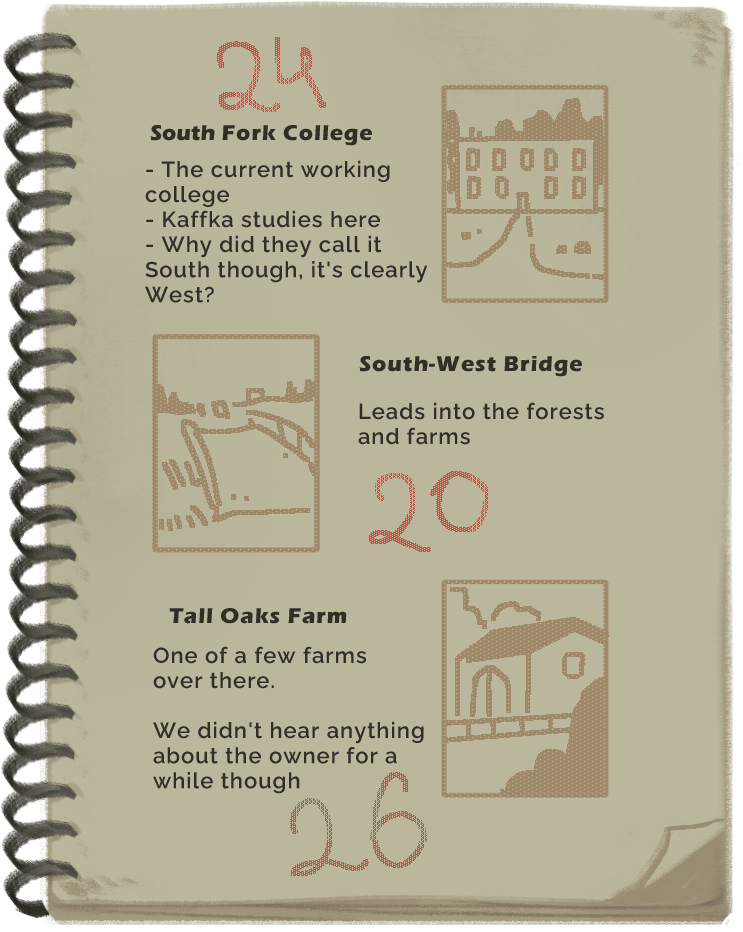 24
South Fork College
- The current working
college
- Kaffka studies here
- Why did they call it
South though, it's clearly
West?
South-West Bridge
Leads into the forests
and farms
20
Tall Oaks Farm
One of a few farms
over there.
We didn't hear anything
about the owner for a
while though
26